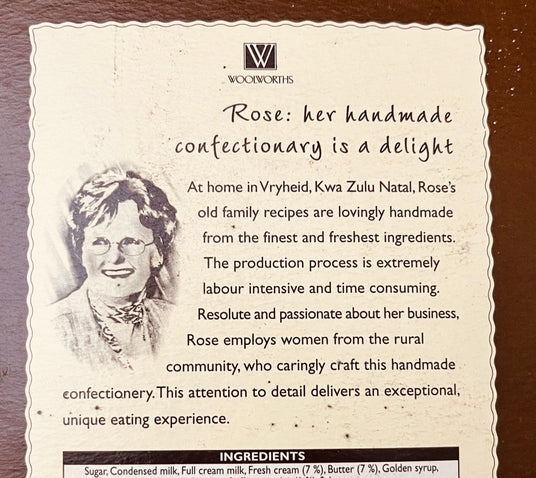 W
WOOLWORTHS
Rose: her handmade
confectionary is a delight
At home in Vryheid, Kwa Zulu Natal, Rose's
old family recipes are lovingly handmade
from the finest and freshest ingredients.
The production process is extremely
labour intensive and time consuming.
Resolute and passionate about her business,
Rose employs women from the rural
community, who caringly craft this handmade
confectionery. This attention to detail delivers an exceptional,
unique eating experience.
INGREDIENTS
Sugar, Condensed milk, Full cream milk, Fresh cream (7 %), Butter (7 %), Golden syrup,